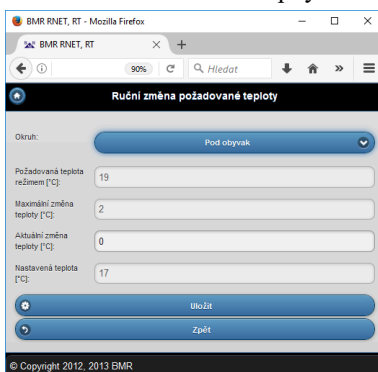 BMR RNET, RT - Mozilla Firefox
BMR RNET, RT
90%
Hledat
Ruční změna požadované teploty
Okruh:
Pod obyvak
Požadovaná teplota
režimem [°C]:
19
Maximální změna
teploty [°C]:
2
Aktuální změna
teploty [°C]:
0
Nastavená teplota
[°C]:
17
Uložit
Zpět
© Copyright 2012, 2013 BMR